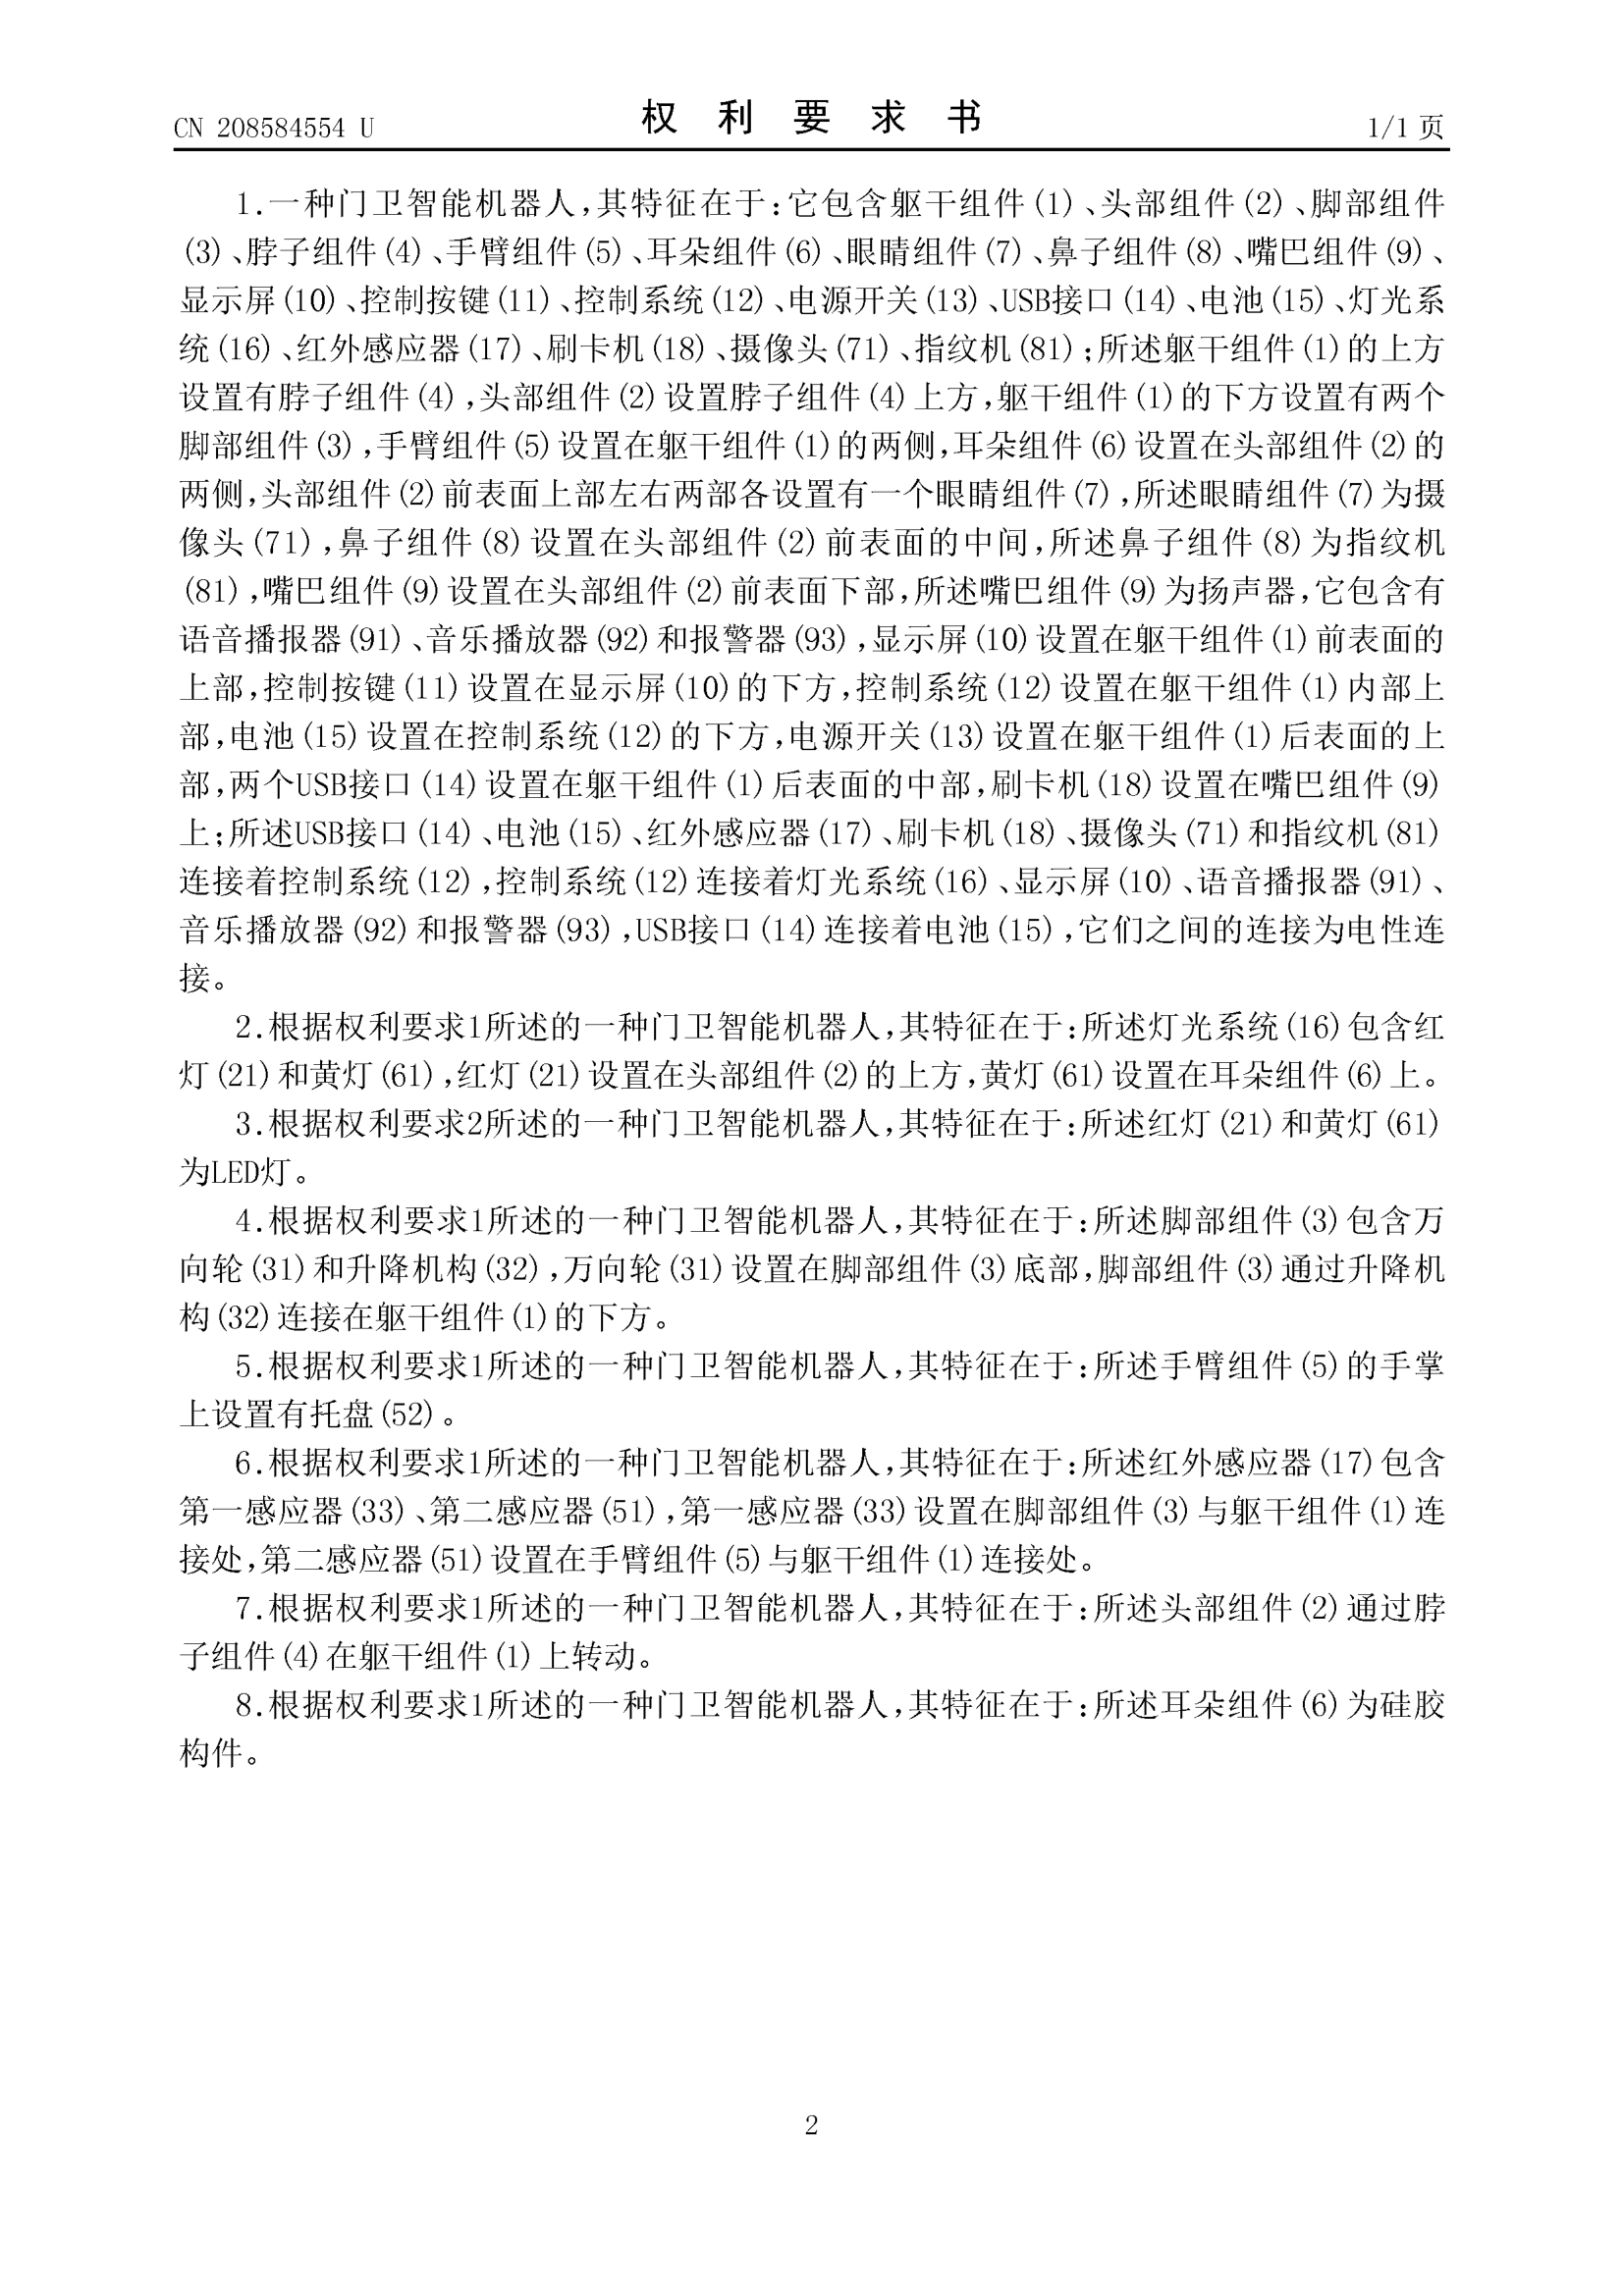 CN 208584554 U
权 利 要 求 书
1/1 页
1.一种门卫智能机器人,其特征在于:它包含躯干组件(1)、头部组件(2)、脚部组件
(3)、脖子组件(4)、手臂组件(5)、耳朵组件(6)、眼睛组件(7)、鼻子组件(8)、嘴巴组件(9)、
显示屏(10)、控制按键(11)、控制系统(12)、电源开关(13)、USB接口(14)、电池(15)、灯光系
统(16)、红外感应器(17)、刷卡机(18)、摄像头(71)、指纹机(81);所述躯干组件(1)的上方
设置有脖子组件(4),头部组件(2)设置脖子组件(4)上方,躯干组件(1)的下方设置有两个
脚部组件(3),手臂组件(5)设置在躯干组件(1)的两侧,耳朵组件(6)设置在头部组件(2)的
两侧,头部组件(2)前表面上部左右两部各设置有一个眼睛组件(7),所述眼睛组件(7)为摄
像头(71),鼻子组件(8)设置在头部组件(2)前表面的中间,所述鼻子组件(8)为指纹机
(81),嘴巴组件(9)设置在头部组件(2)前表面下部,所述嘴巴组件(9)为扬声器,它包含有
语音播报器(91)、音乐播放器(92)和报警器(93),显示屏(10)设置在躯干组件(1)前表面的
上部,控制按键(11)设置在显示屏(10)的下方,控制系统(12)设置在躯干组件(1)内部上
部,电池(15)设置在控制系统(12)的下方,电源开关(13)设置在躯干组件(1)后表面的上
部,两个USB接口(14)设置在躯干组件(1)后表面的中部,刷卡机(18)设置在嘴巴组件(9)
上;所述USB接口(14)、电池(15)、红外感应器(17)、刷卡机(18)、摄像头(71)和指纹机(81)
连接着控制系统(12),控制系统(12)连接着灯光系统(16)、显示屏(10)、语音播报器(91)、
音乐播放器(92)和报警器(93),USB接口(14)连接着电池(15),它们之间的连接为电性连
接。
2.根据权利要求1所述的一种门卫智能机器人,其特征在于:所述灯光系统(16)包含红
灯(21)和黄灯(61),红灯(21)设置在头部组件(2)的上方,黄灯(61)设置在耳朵组件(6)上。
3.根据权利要求2所述的一种门卫智能机器人,其特征在于:所述红灯(21)和黄灯(61)
为LED灯。
4.根据权利要求1所述的一种门卫智能机器人,其特征在于:所述脚部组件(3)包含万
向轮(31)和升降机构(32),万向轮(31)设置在脚部组件(3)底部,脚部组件(3)通过升降机
构(32)连接在躯干组件(1)的下方。
5.根据权利要求1所述的一种门卫智能机器人,其特征在于:所述手臂组件(5)的手掌
上设置有托盘(52)。
6.根据权利要求1所述的一种门卫智能机器人,其特征在于:所述红外感应器(17)包含
第一感应器(33)、第二感应器(51),第一感应器(33)设置在脚部组件(3)与躯干组件(1)连
接处,第二感应器(51)设置在手臂组件(5)与躯干组件(1)连接处。
7.根据权利要求1所述的一种门卫智能机器人,其特征在于:所述头部组件(2)通过脖
子组件(4)在躯干组件(1)上转动。
8.根据权利要求1所述的一种门卫智能机器人,其特征在于:所述耳朵组件(6)为硅胶
构件。
2